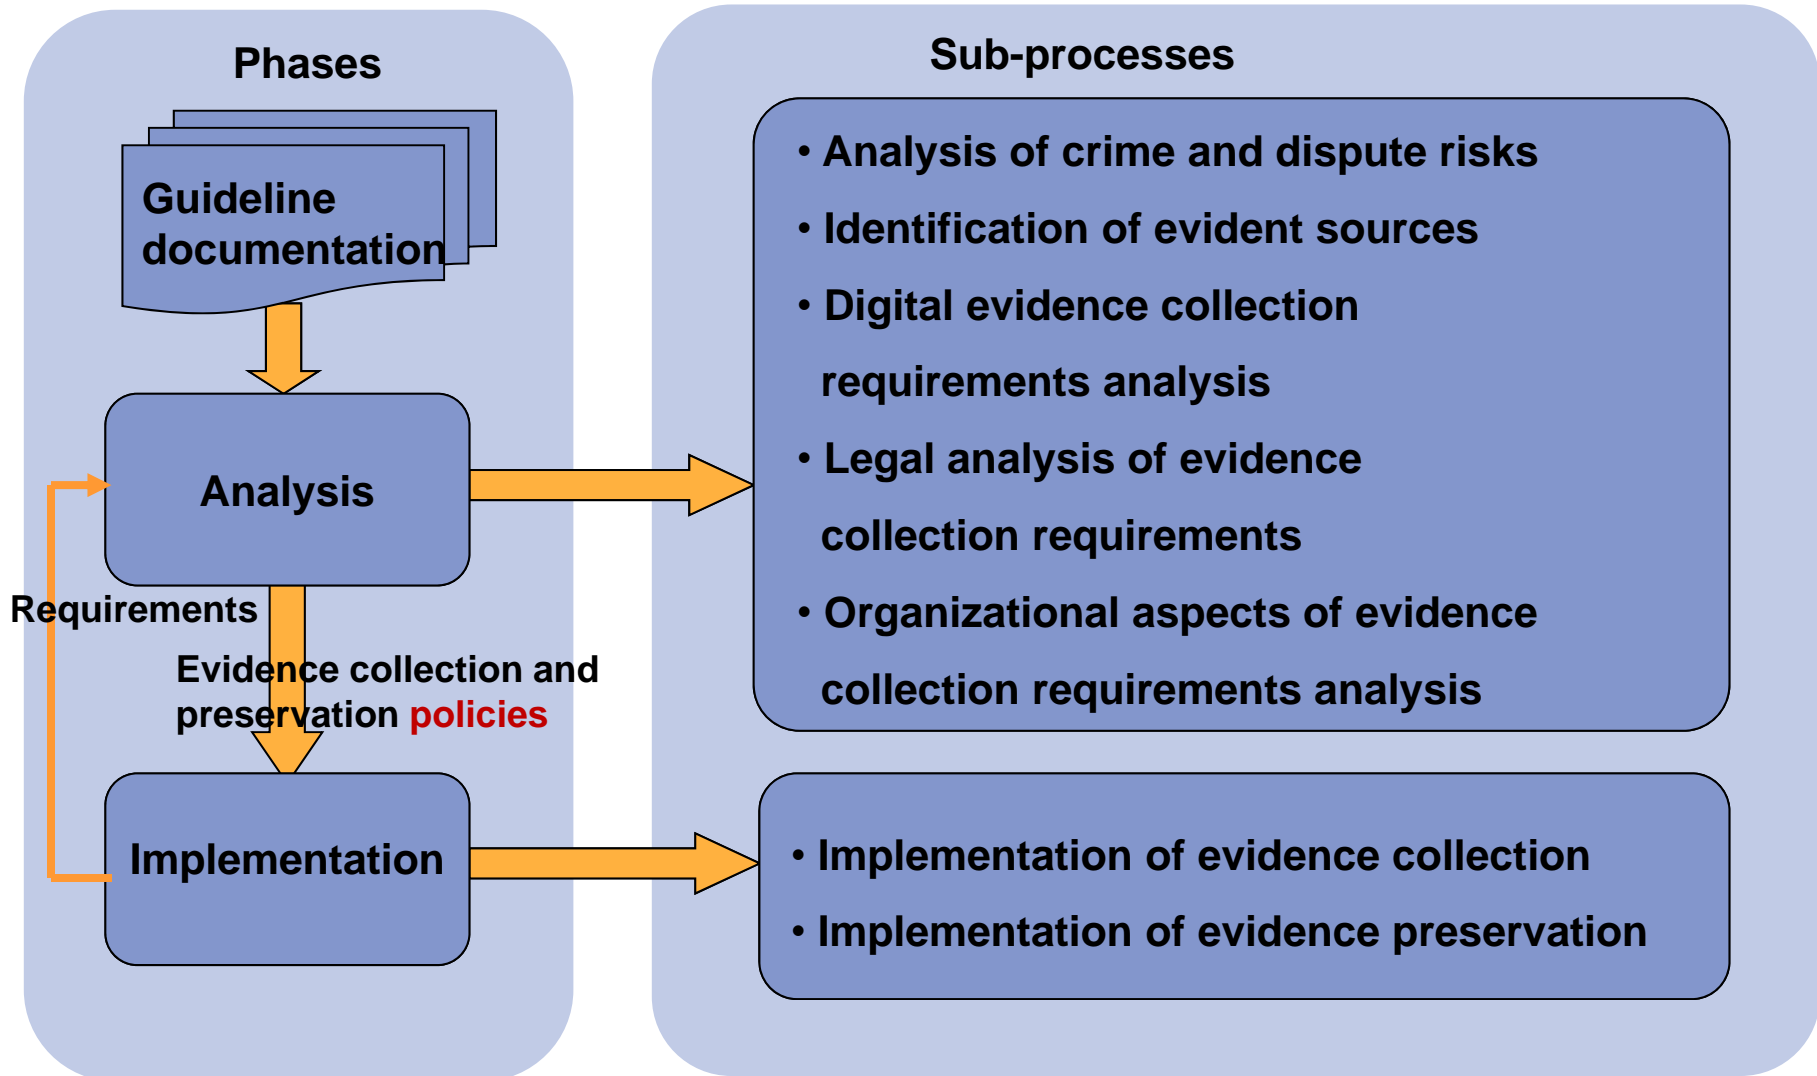 Phases
Guideline
documentation
Analysis
Requirements
Evidence collection and
preservation policies
Implementation
Sub-processes
• Analysis of crime and dispute risks
• Identification of evident sources
• Digital evidence collection
requirements analysis
• Legal analysis of evidence
collection requirements
• Organizational aspects of evidence
collection requirements analysis
• Implementation of evidence collection
• Implementation of evidence preservation